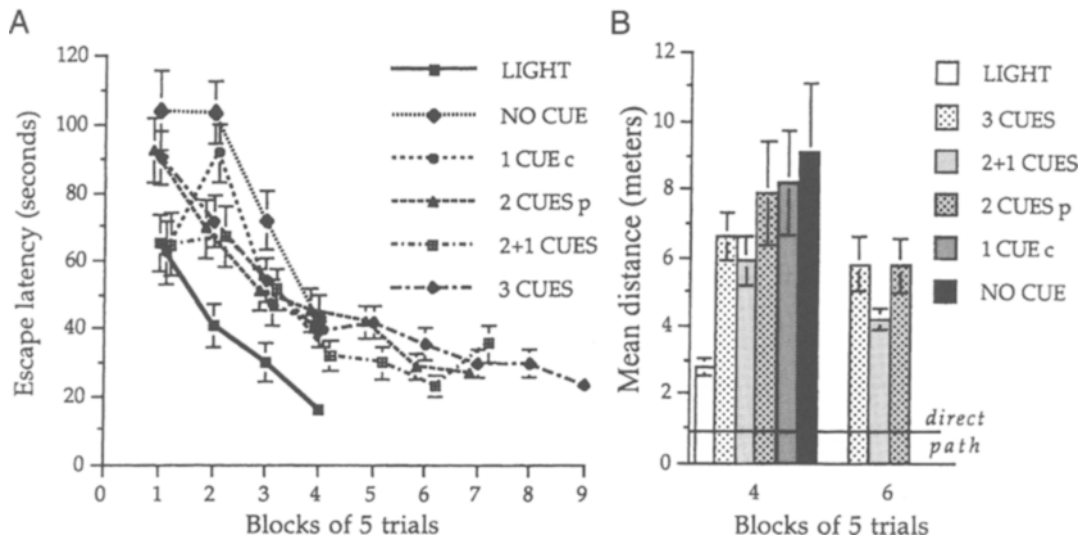 A
Escape latency (seconds)
120
100
80
60
40
20
0
0 1 2 3 4 5 6 7 8 9
Blocks of 5 trials
LIGHT
NO CUE
1 CUE c
2 CUES p
2+1 CUES
3 CUES
B
Mean distance (meters)
12
10
8
6
4
2
0
4 6
Blocks of 5 trials
direct
path
LIGHT
3 CUES
2+1 CUES
2 CUES p
1 CUE c
NO CUE